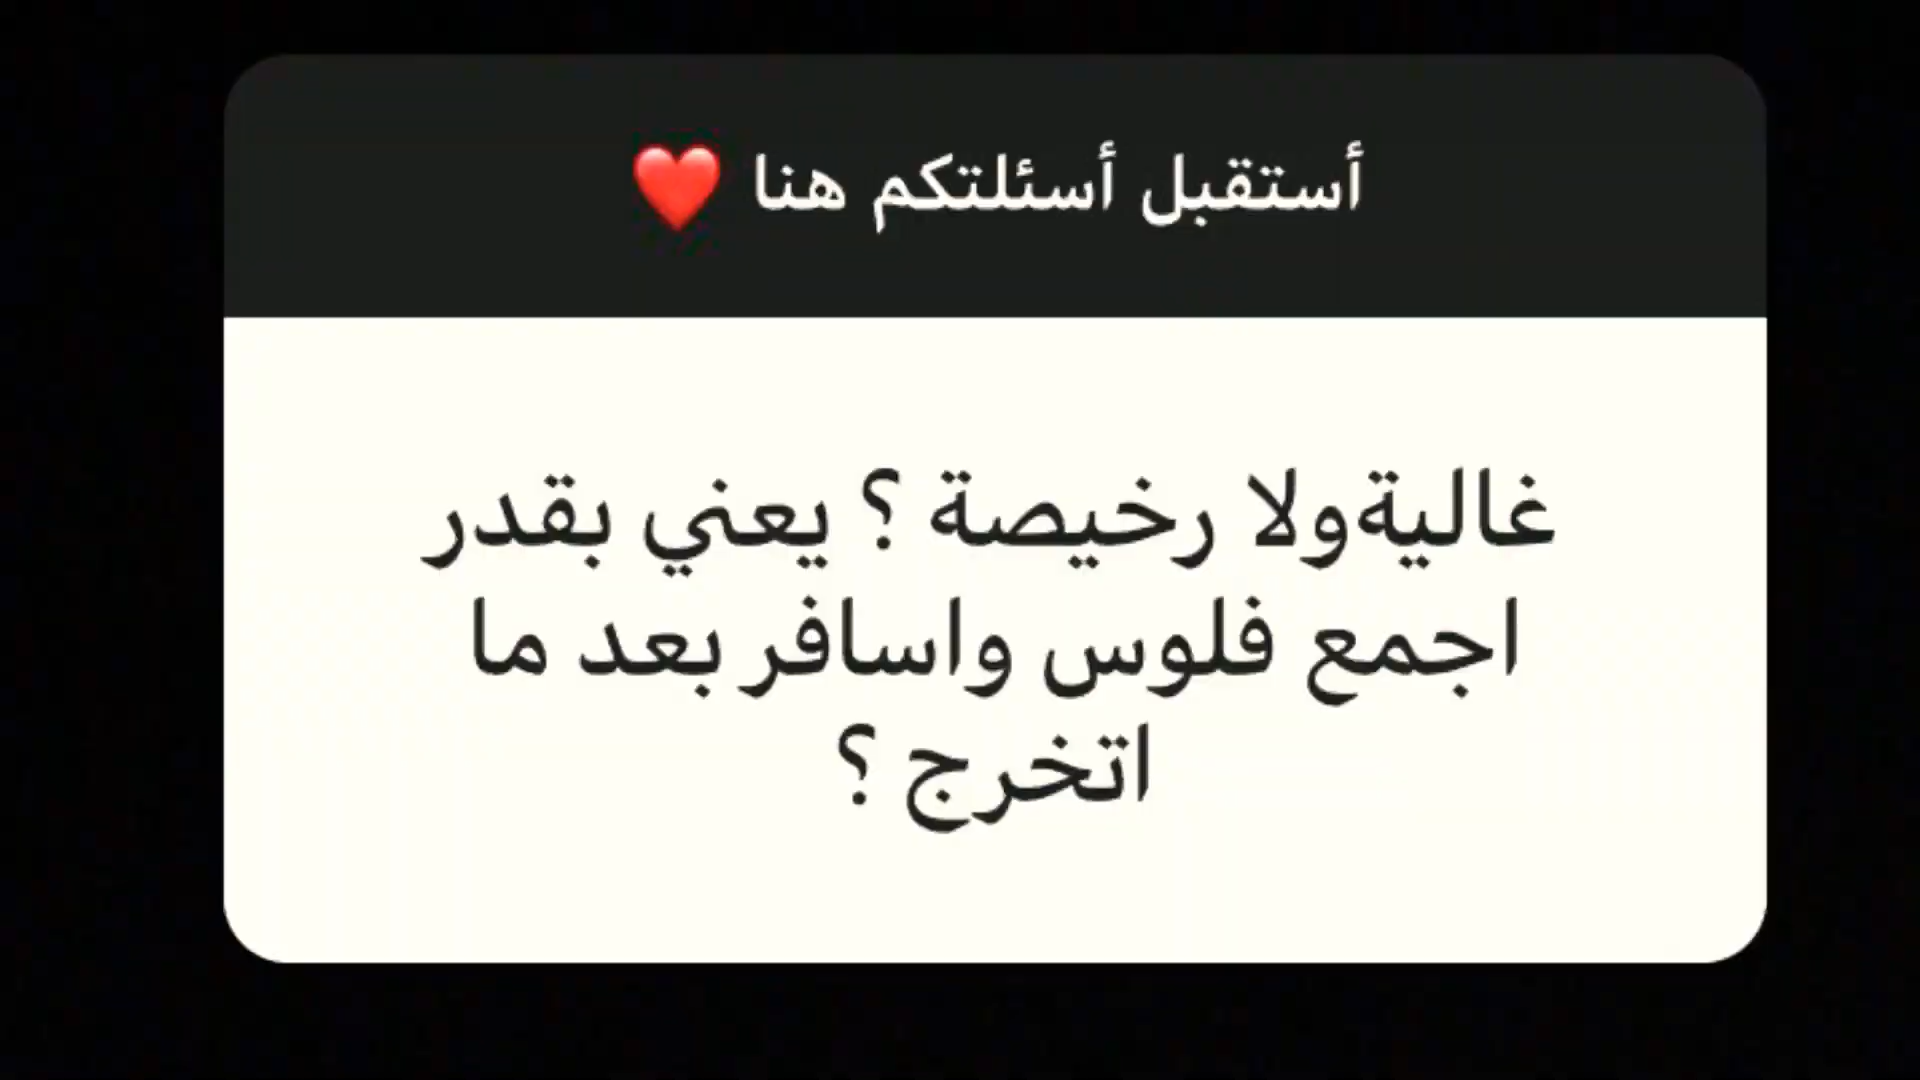 أستقبل أسئلتكم هنا ❤️
غاليةولا رخيصة ؟ يعني بقدر
اجمع فلوس واسافر بعد ما
اتخرج ؟